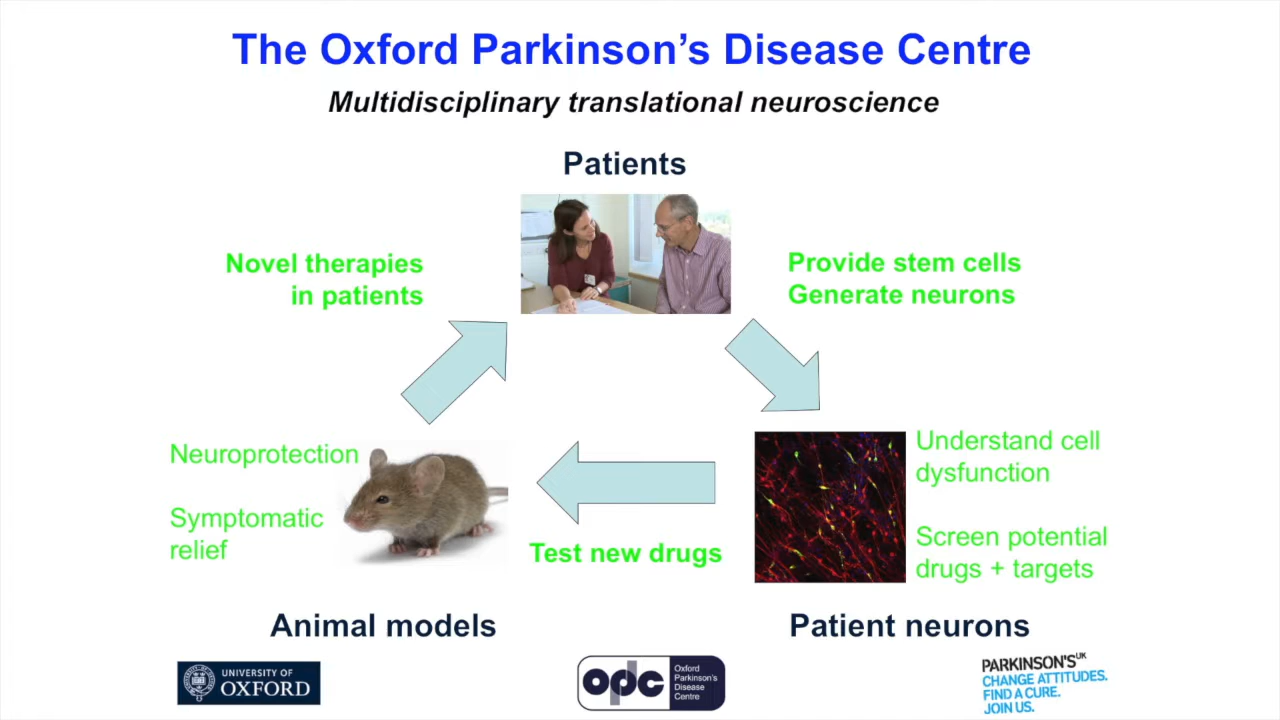 The Oxford Parkinson's Disease Centre
Multidisciplinary translational neuroscience
Patients
Novel therapies
in patients
Provide stem cells
Generate neurons
Neuroprotection
Symptomatic
relief
Test new drugs
Understand cell
dysfunction
Screen potential
drugs + targets
Animal models
Patient neurons
UNIVERSITY OF
OXFORD
opdc
Oxford
Parkinson's
Disease
Centre
PARKINSON'S UK
CHANGE ATTITUDES.
FIND A CURE.
JOIN US.